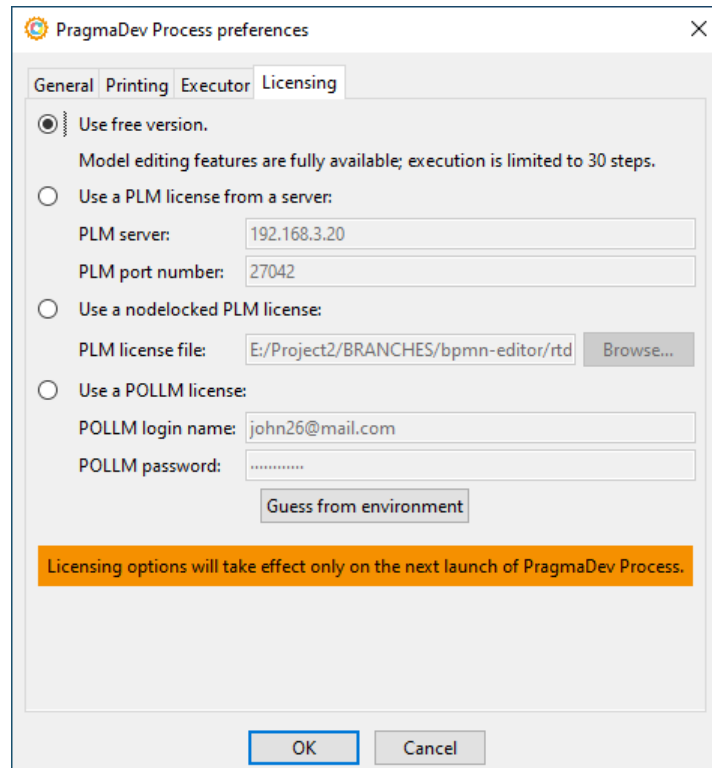 PragmaDev Process preferences
General Printing Executor Licensing
Use free version.
Model editing features are fully available; execution is limited to 30 steps.
Use a PLM license from a server:
PLM server: 192.168.3.20
PLM port number: 27042
Use a nodelocked PLM license:
PLM license file: E:/Project2/BRANCHES/bpmn-editor/rtd Browse...
Use a POLLM license:
POLLM login name: john26@mail.com
POLLM password: ············
Guess from environment
Licensing options will take effect only on the next launch of PragmaDev Process.
OK Cancel